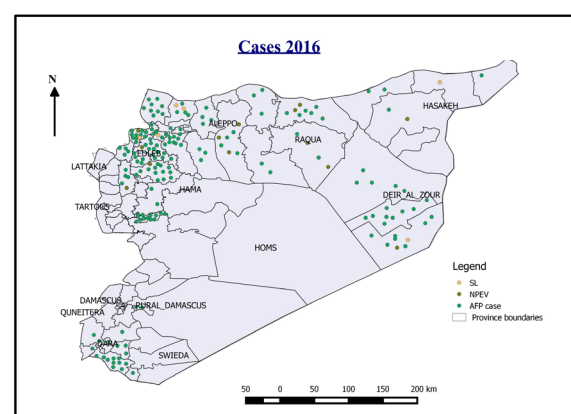 Cases 2016
N
HASAKEH
ALEPPO
EDLEB
RAQUA
LATTAKIA
HAMA
DEIR_AL_ZOUR
TARTOUS
HOMS
Legend
SL
NPEV
AFP case
Province boundaries
DAMASCUS
RURAL_DAMASCUS
QUNEITERA
DARA
SWIEDA
50 0 50 100 150 200 km